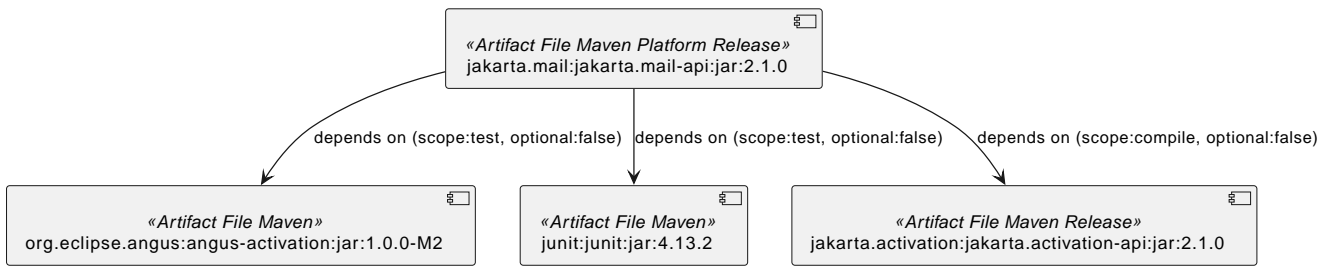 «Artifact File Maven Platform Release»
jakarta.mail:jakarta.mail-api:jar:2.1.0
depends on (scope:test, optional:false)
depends on (scope:test, optional:false)
depends on (scope:compile, optional:false)
«Artifact File Maven»
org.eclipse.angus:angus-activation:jar:1.0.0-M2
«Artifact File Maven»
junit:junit:jar:4.13.2
«Artifact File Maven Release»
jakarta.activation:jakarta.activation-api:jar:2.1.0